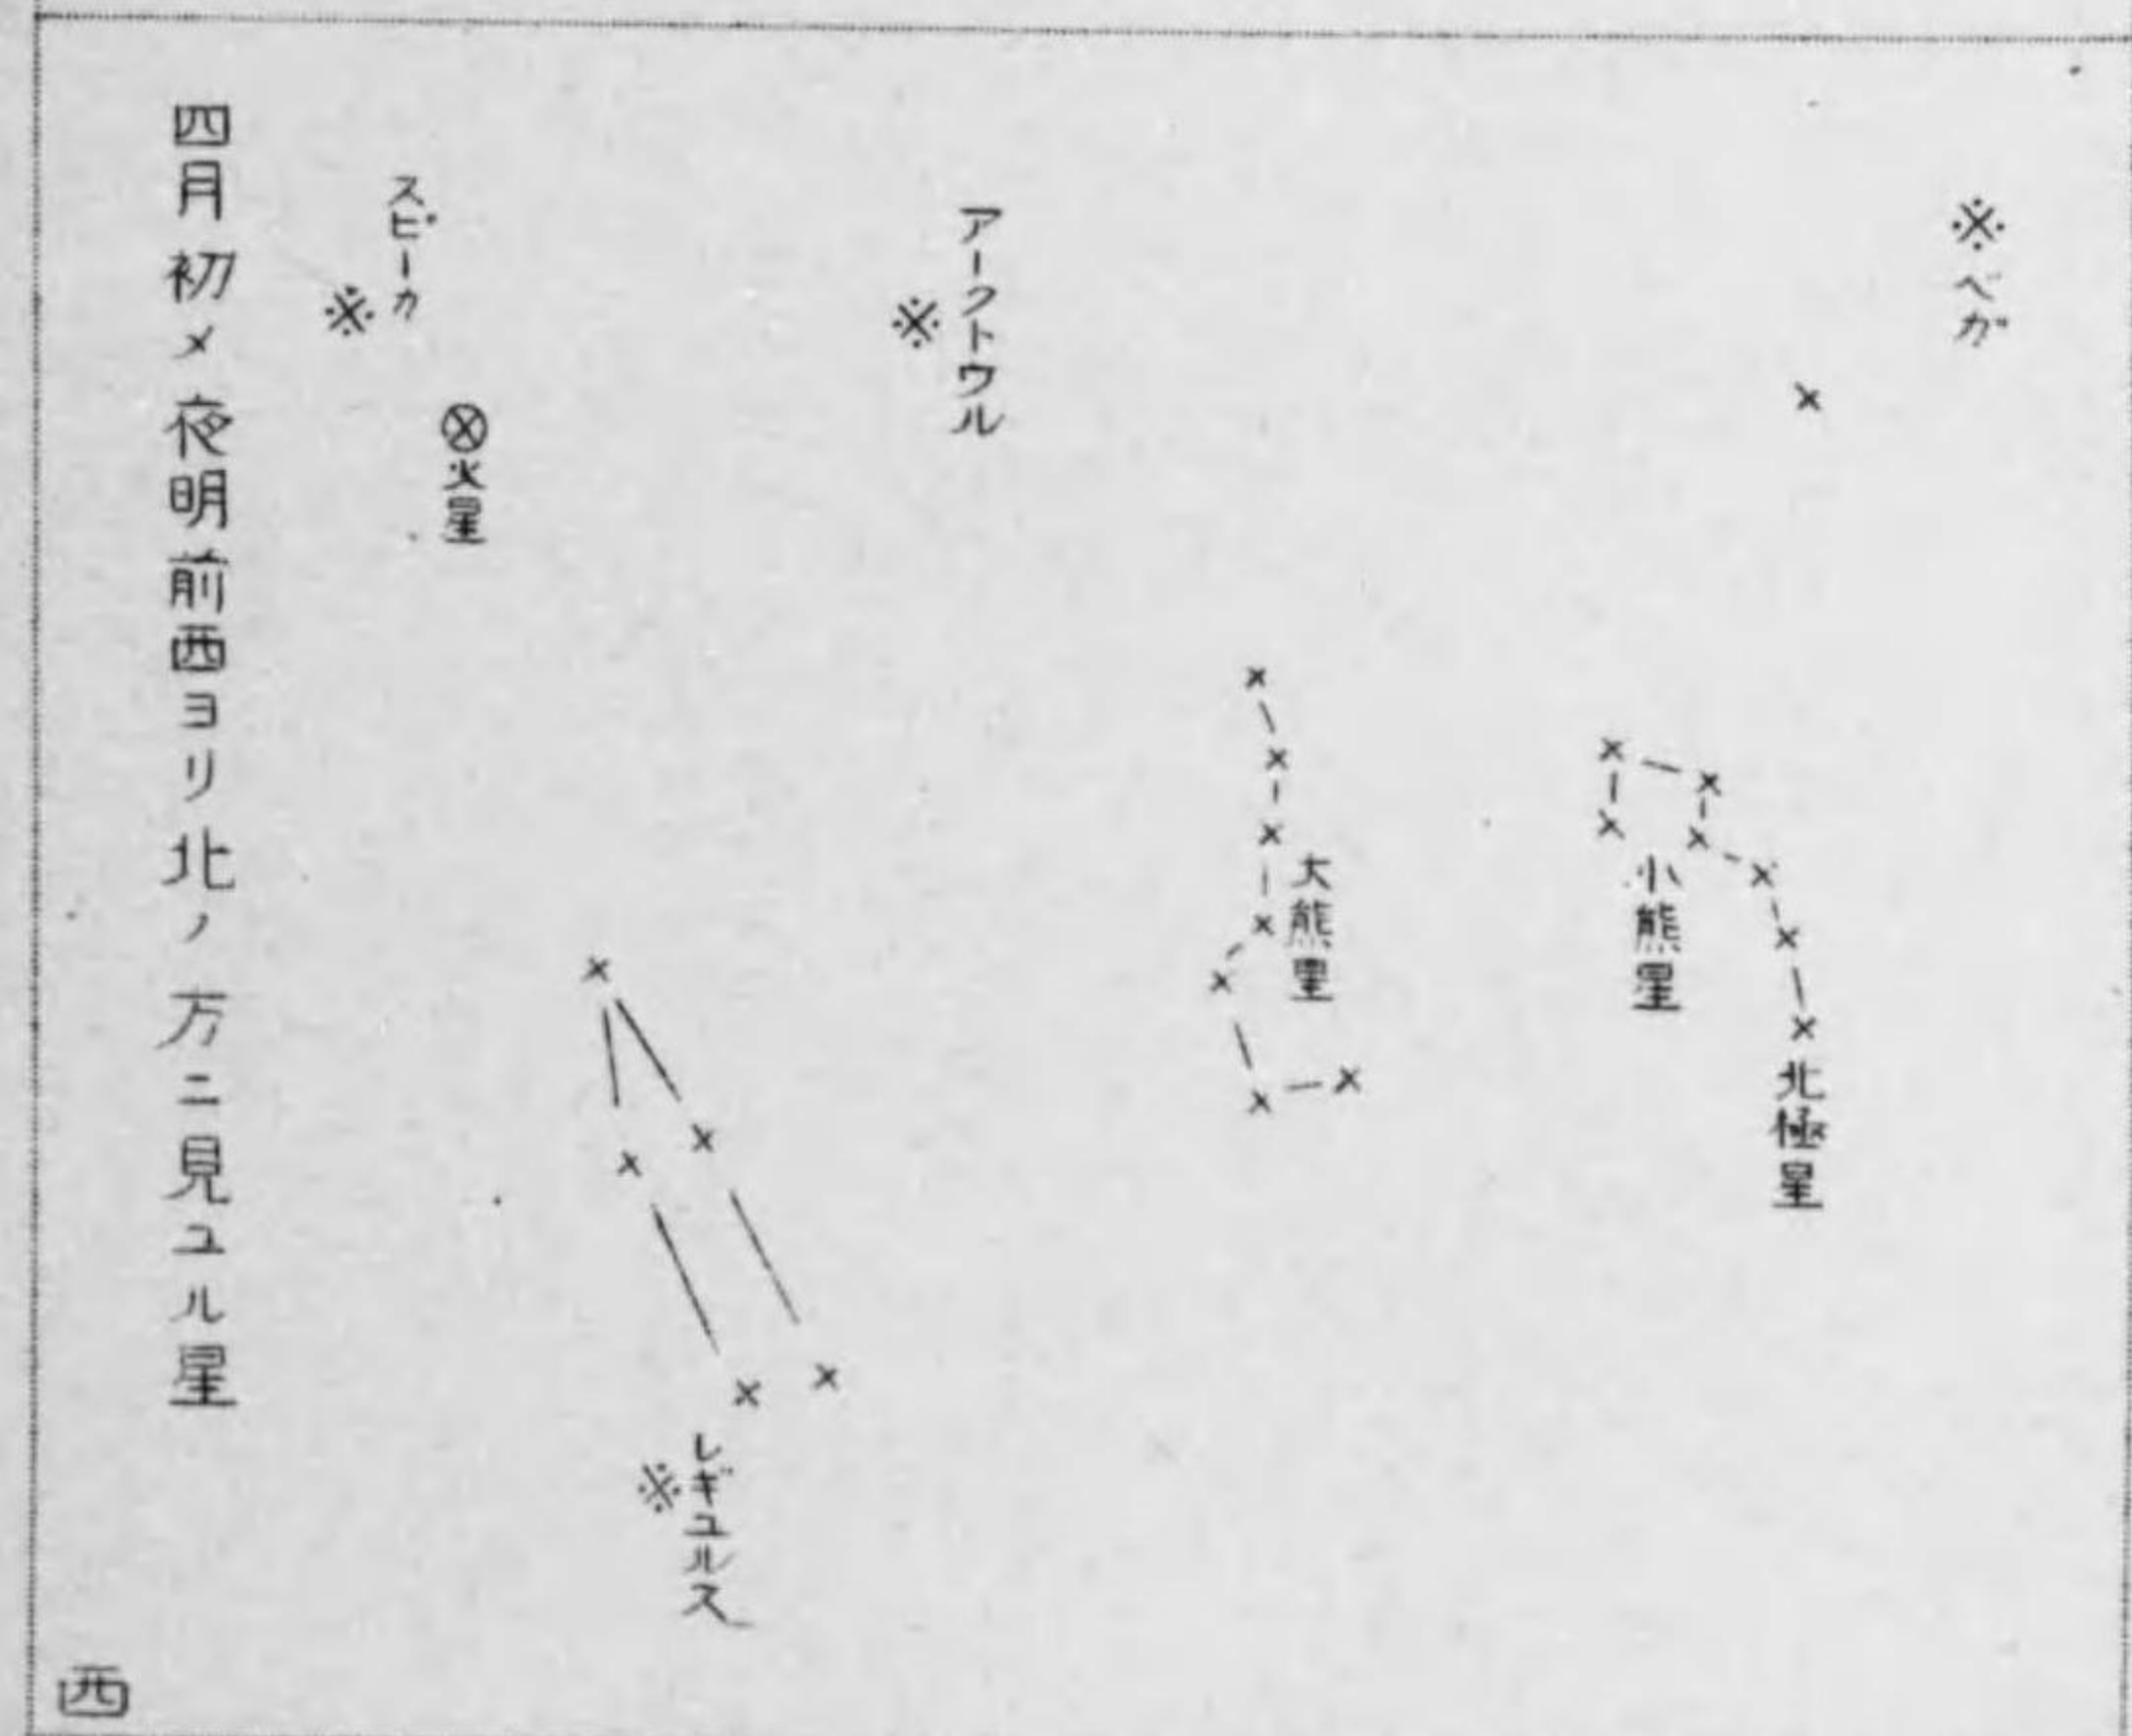 ベガ
北極星
小熊星
大熊里
アークトウル
レギユルス
火星
スピーカ
四月初メ夜明前西ヨリ北ノ方ニ見ユル星
西